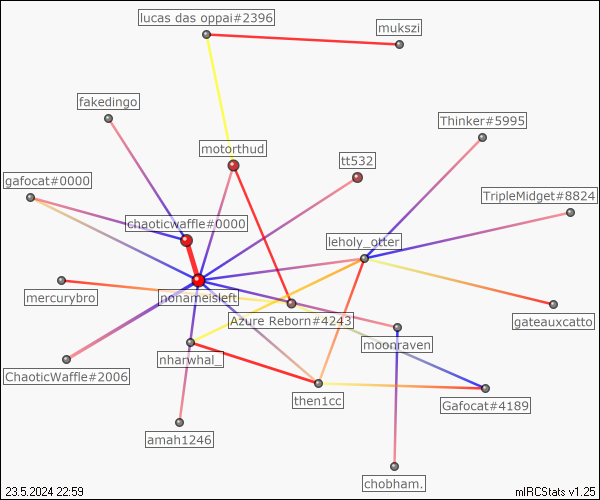 lucas das oppai#2396
mukszi
fakedingo
Thinker#5995
motorthud
tt532
gafocat#0000
TripleMidget#8824
chaoticwaffle#0000
leholy_otter
mercurybro
nonameisleft
Azure Reborn#4243
gateauxcatto
moonraven
nharwhal_
ChaoticWaffle#2006
then1cc
Gafocat#4189
amah1246
chobham.
23.5.2024 22:59
mIRCStats v1.25